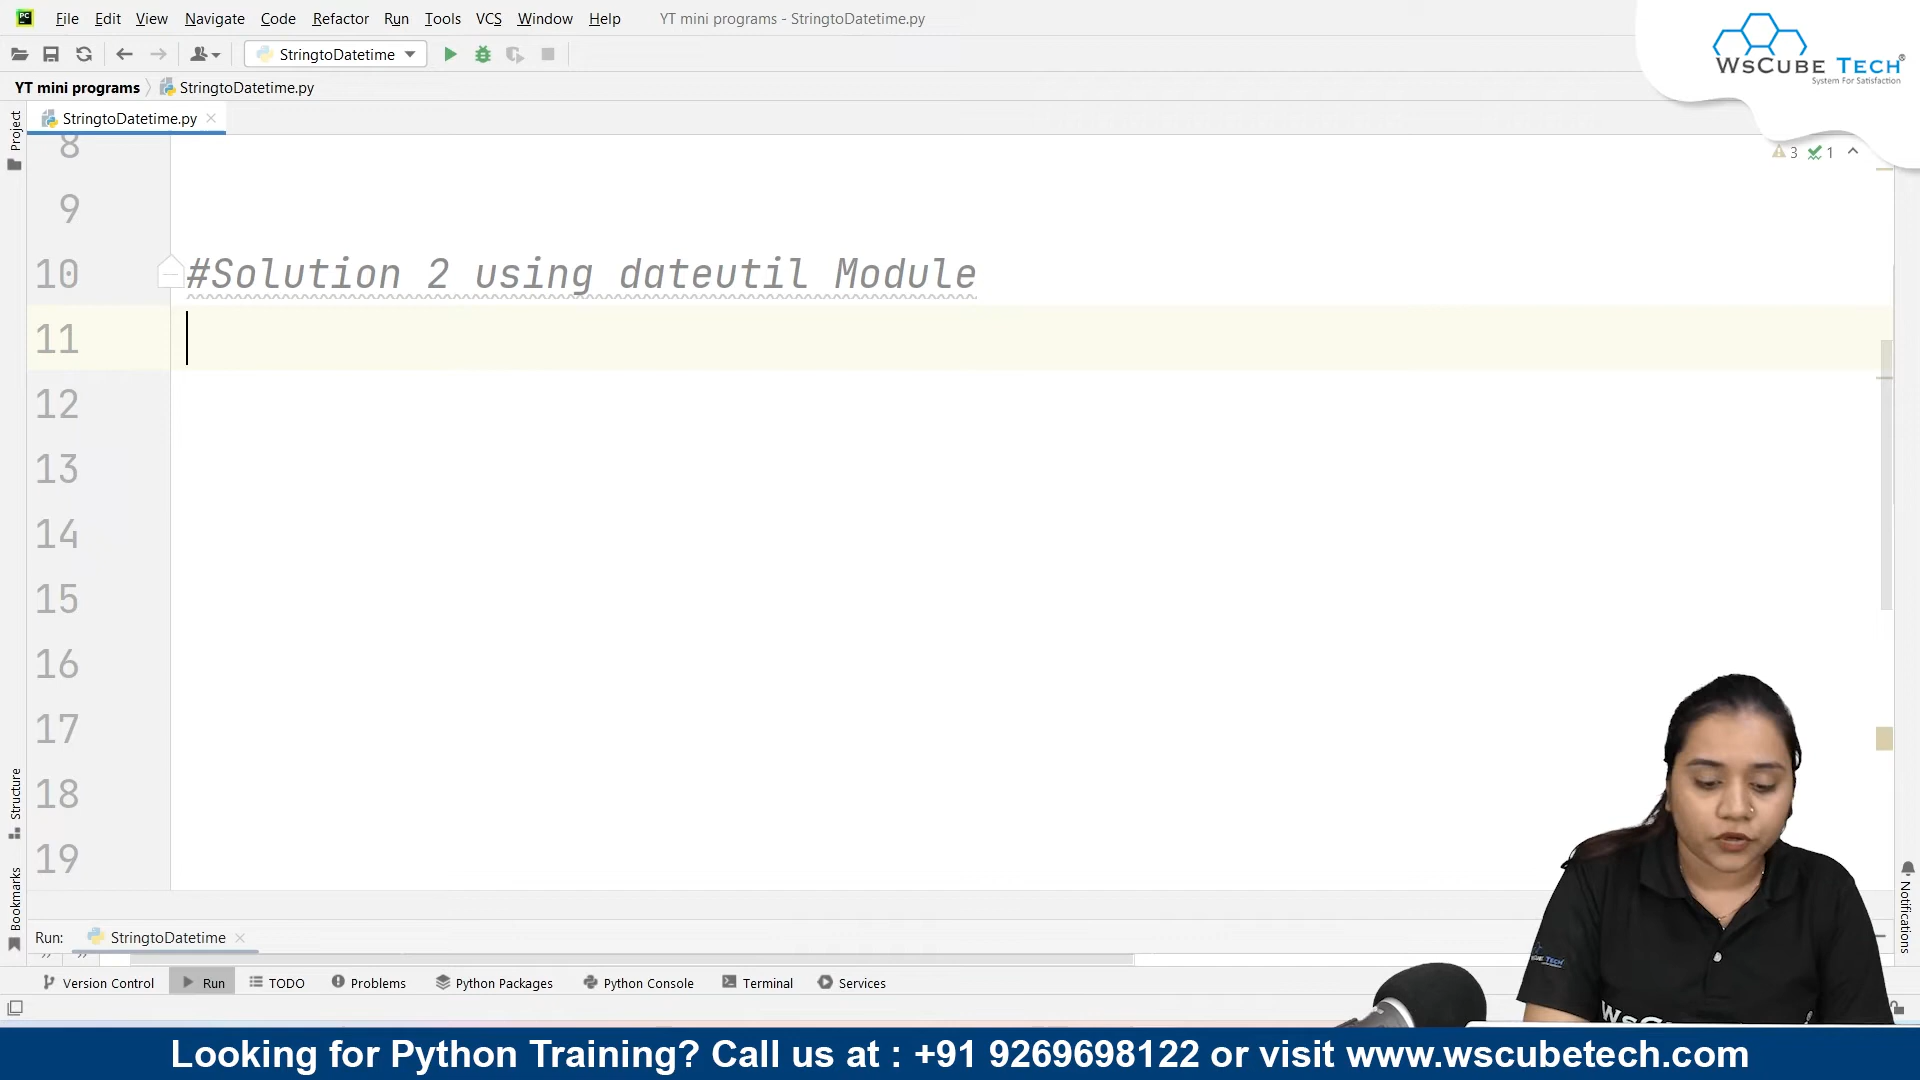 File Edit View Navigate Code Refactor Run Tools VCS Window Help YT mini programs - StringtoDatetime.py
PC
StringtoDatetime
WsCube Tech®
System For Satisfaction
YT mini programs StringtoDatetime.py
StringtoDatetime.py
Project
3 1
8
9
10 #Solution 2 using dateutil Module
11
12
13
14
15
16
17
18
19
Structure
Bookmarks
Notifications
Run: StringtoDatetime
Version Control Run TODO Problems Python Packages Python Console Terminal Services
Looking for Python Training? Call us at : +91 9269698122 or visit www.wscubetech.com